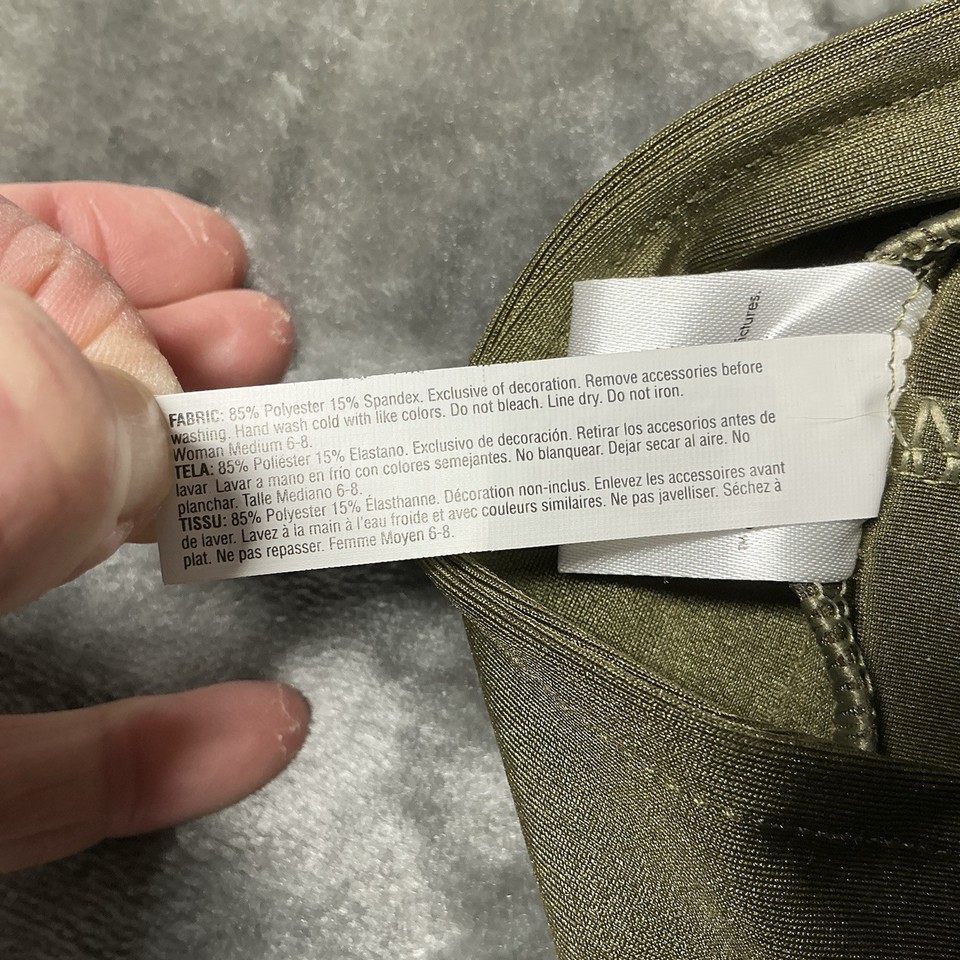 FABRIC: 85% Polyester 15% Spandex. Exclusive of decoration. Remove accessories before
washing. Hand wash cold with like colors. Do not bleach. Line dry. Do not iron.
Woman Medium 6-8.
TELA: 85% Poliéster 15% Elastano. Exclusivo de decoración. Retirar los accesorios antes de
lavar Lavar a mano en frío con colores semejantes. No blanquear. Dejar secar al aire. No
planchar. Talle Mediano 6-8.
TISSU: 85% Polyester 15% Élasthanne. Décoration non-inclus. Enlevez les accessoires avant
de laver. Lavez à la main à l'eau froide et avec couleurs similaires. Ne pas javelliser. Séchez à
plat. Ne pas repasser. Femme Moyen 6-8.